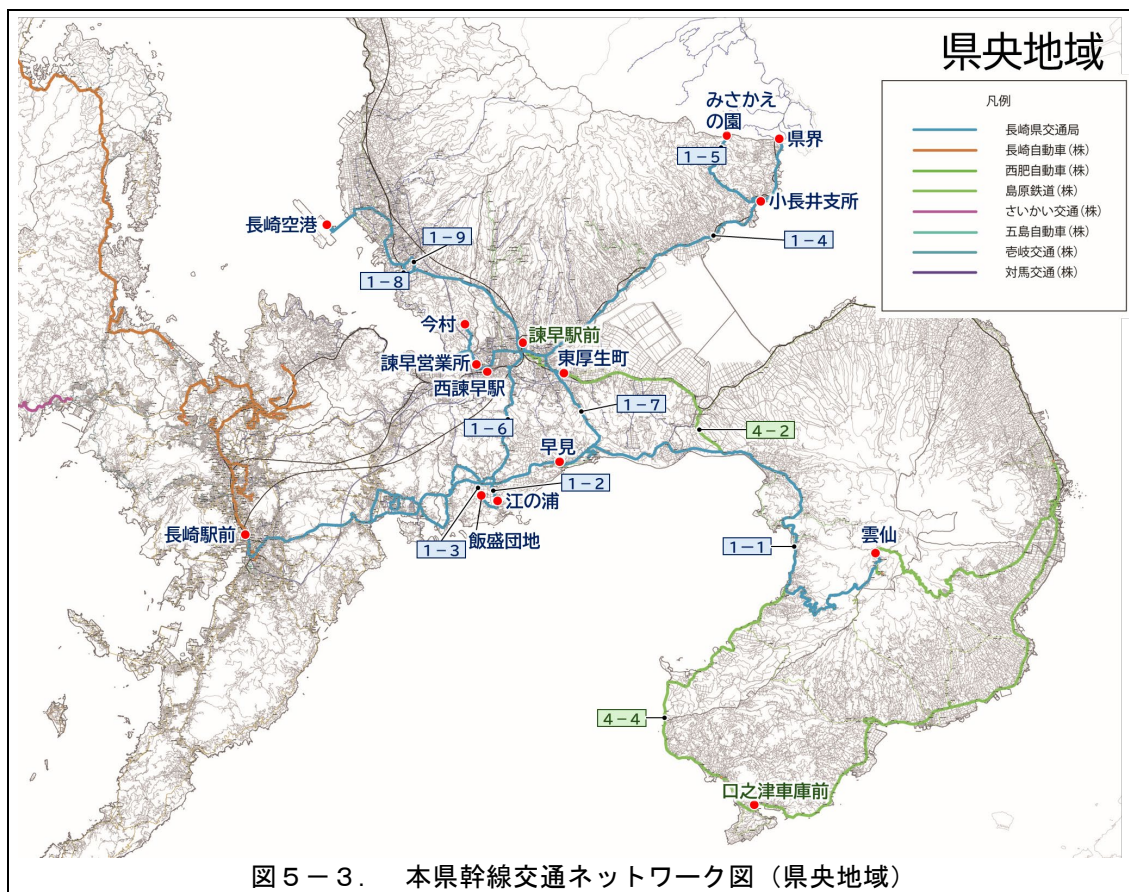 県央地域
凡例
長崎県交通局
長崎自動車(株)
西肥自動車(株)
島原鉄道(株)
さいかい交通(株)
五島自動車(株)
壱岐交通(株)
対馬交通(株)
みさかえ
の園
県界
1-5
小長井支所
長崎空港
1-9
1-4
1-8
今村
諫早駅前
諫早営業所
東厚生町
西諫早駅
1-7
1-6
4-2
早見
1-2
江の浦
長崎駅前
飯盛団地
1-3
1-1
雲仙
4-4
口之津車庫前
図5-3. 本県幹線交通ネットワーク図(県央地域)